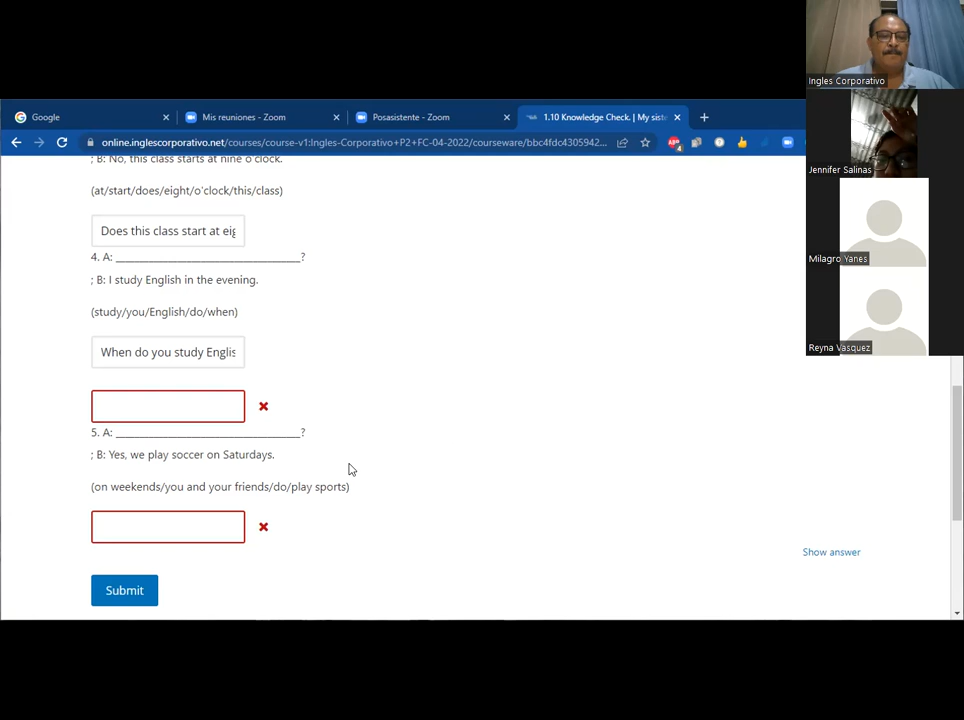 Google
Mis reuniones - Zoom
Posasistente - Zoom
1.10 Knowledge Check. | My siste
online.inglescorporativo.net/courses/course-v1:Ingles-Corporativo+P2+FC-04-2022/courseware/bbc4fdc4305942...
; B: No, this class starts at nine o'clock.
(at/start/does/eight/o'clock/this/class)
Does this class start at eig
4. A: ______________________________?
; B: I study English in the evening.
(study/you/English/do/when)
When do you study Englis
5. A: ______________________________?
; B: Yes, we play soccer on Saturdays.
(on weekends/you and your friends/do/play sports)
Show answer
Submit
Ingles Corporativo
Jennifer Salinas
Milagro Yanes
Reyna Vasquez